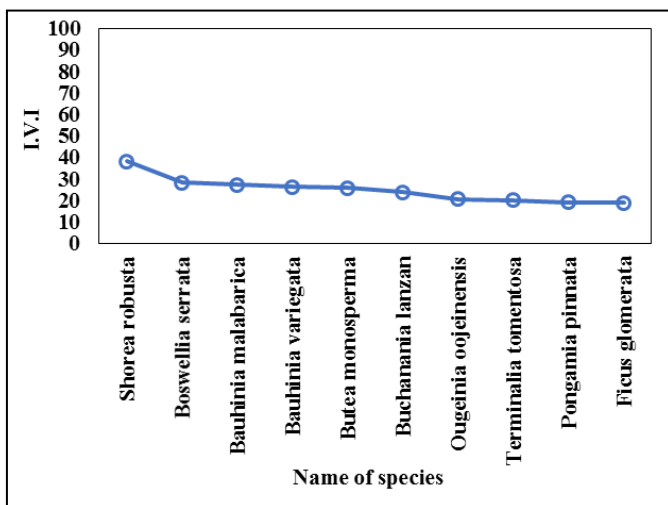 100
90
80
70
60
50
40
30
20
10
0
I.V.I
Shorea robusta
Boswellia serrata
Bauhinia malabarica
Bauhinia variegata
Butea monosperma
Buchanania lanzan
Ougeinia oojeinensis
Terminalia tomentosa
Pongamia pinnata
Ficus glomerata
Name of species